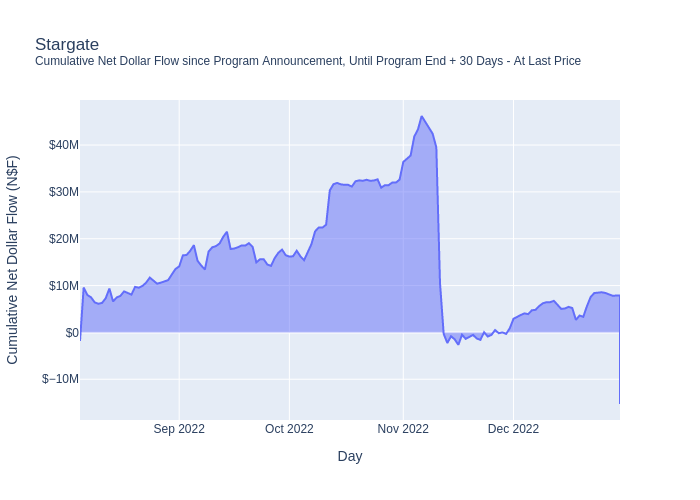 Stargate
Cumulative Net Dollar Flow since Program Announcement, Until Program End + 30 Days - At Last Price
Cumulative Net Dollar Flow (N$F)
$40M
$30M
$20M
$10M
$0
$−10M
Sep 2022
Oct 2022
Nov 2022
Dec 2022
Day